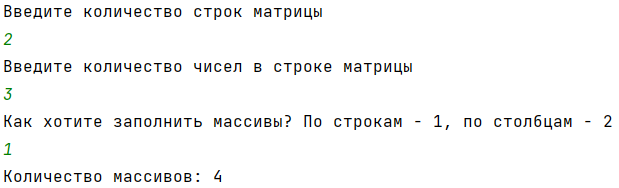 Введите количество строк матрицы
2
Введите количество чисел в строке матрицы
3
Как хотите заполнить массивы? По строкам - 1, по столбцам - 2
1
Количество массивов: 4